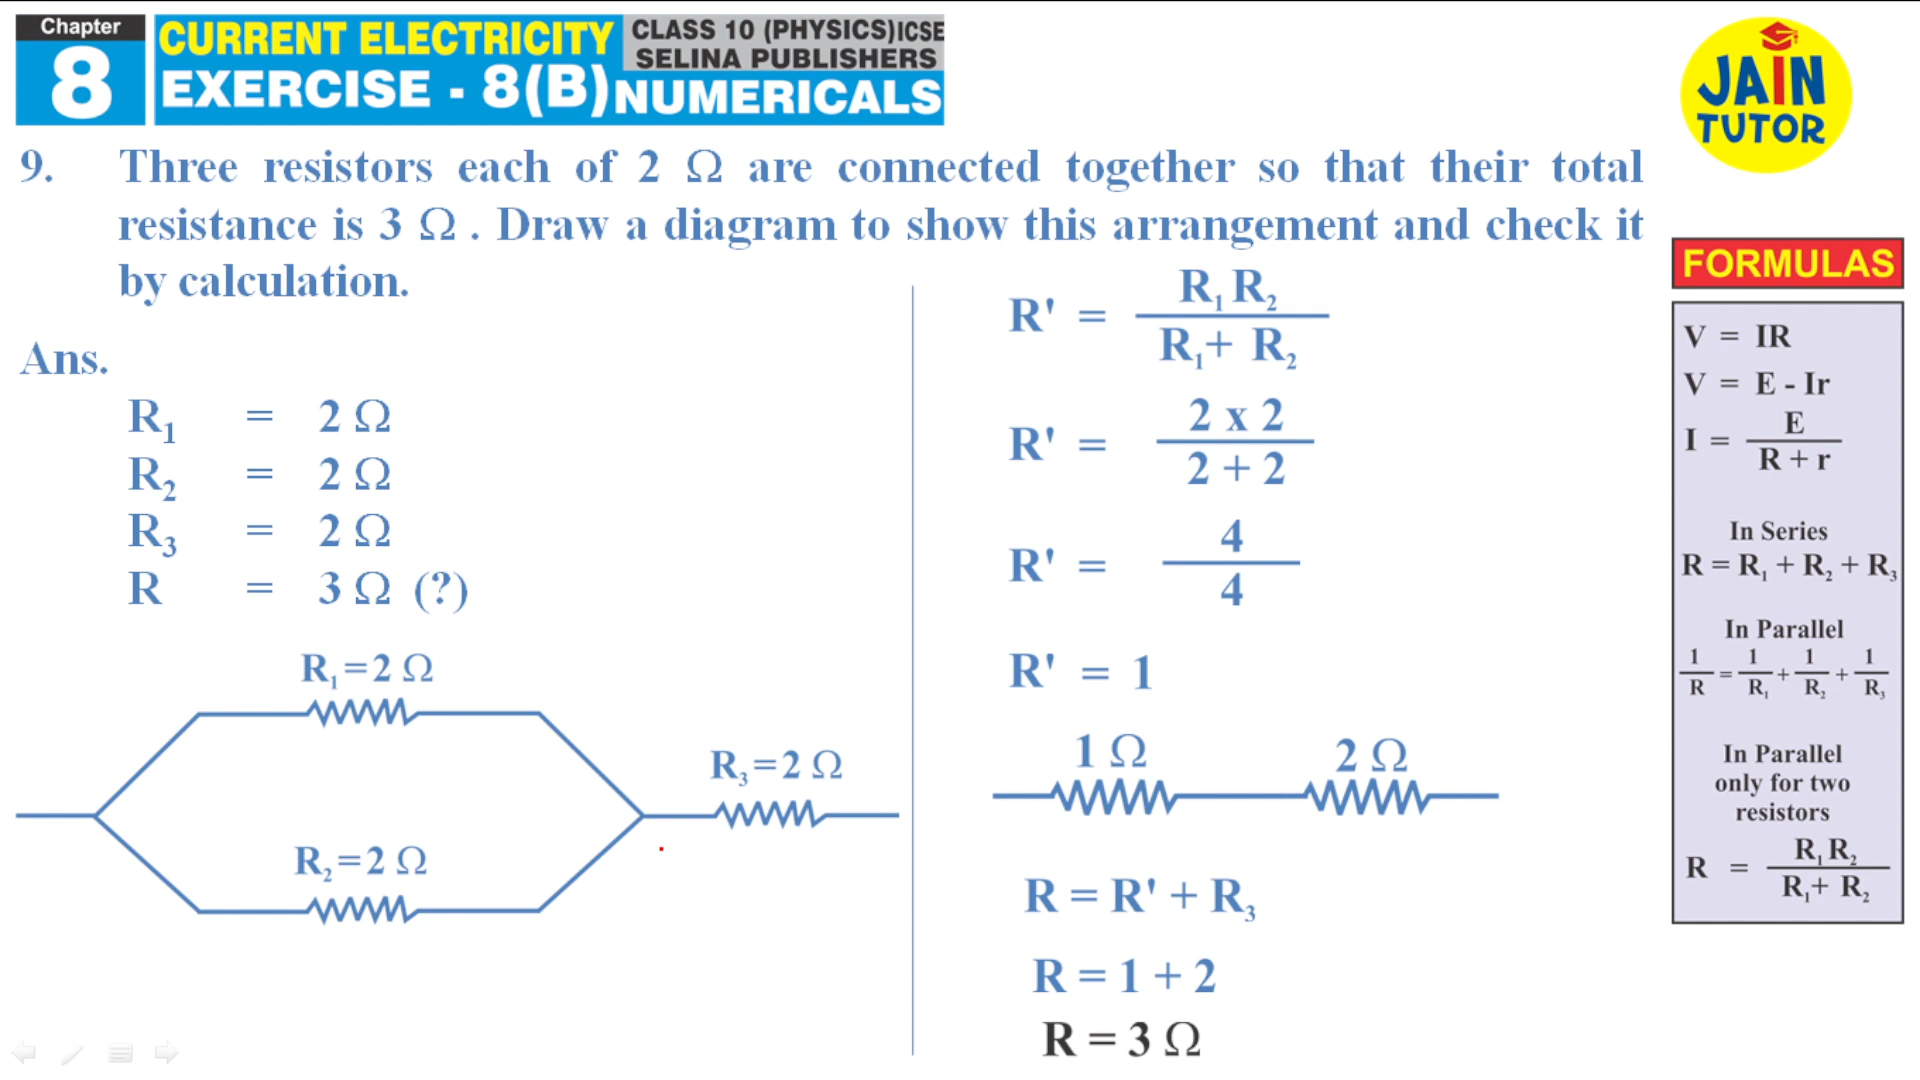 Chapter
8
CURRENT ELECTRICITY
CLASS 10 (PHYSICS)ICSE
SELINA PUBLISHERS
EXERCISE - 8(B)
NUMERICALS
JAIN
TUTOR
9. Three resistors each of 2 Ω are connected together so that their total
resistance is 3 Ω . Draw a diagram to show this arrangement and check it
by calculation.
Ans.
R₁ = 2 Ω
R₂ = 2 Ω
R₃ = 2 Ω
R = 3 Ω (?)
R₁=2 Ω
R₃=2 Ω
R₂=2 Ω
R' = R₁ R₂
R₁+ R₂
R' = 2 x 2
2 + 2
R' = 4
4
R' = 1
1 Ω 2 Ω
R = R' + R₃
R = 1 + 2
R = 3 Ω
FORMULAS
V = IR
V = E - Ir
I = E
R + r
In Series
R = R₁ + R₂ + R₃
In Parallel
1 = 1 + 1 + 1
R R₁ R₂ R₃
In Parallel
only for two
resistors
R = R₁ R₂
R₁+ R₂